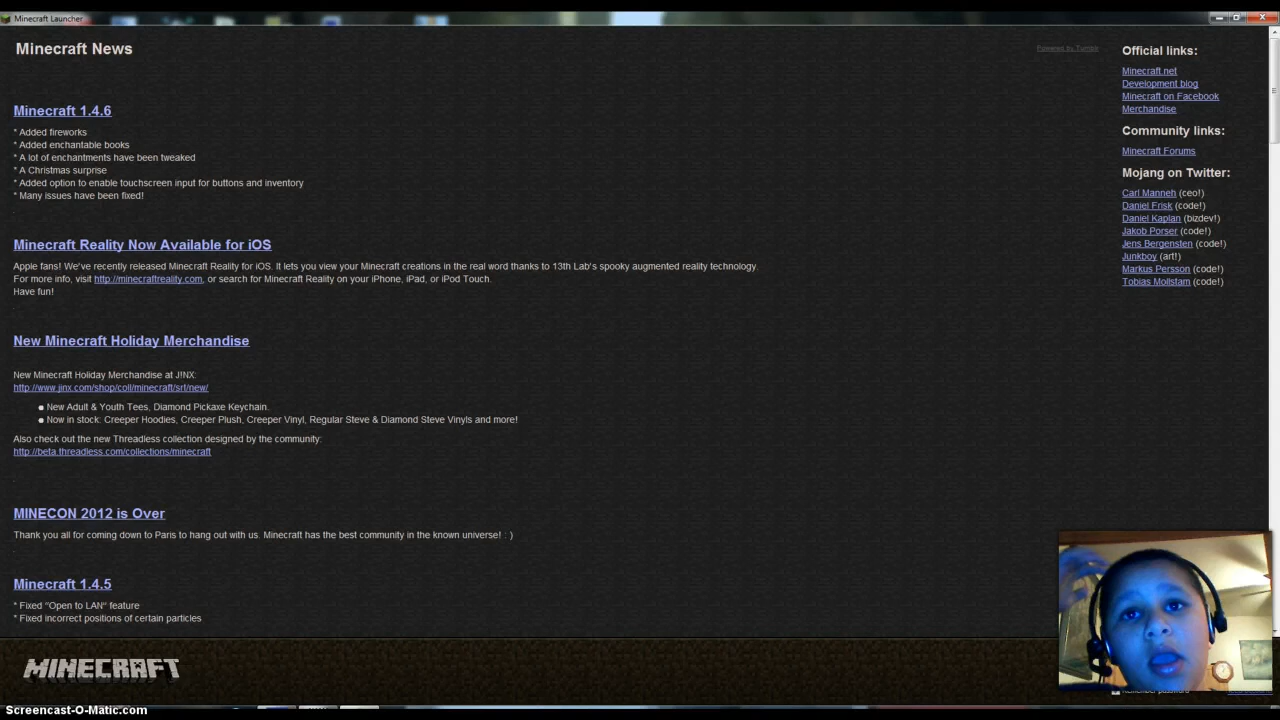 Minecraft Launcher
Minecraft News
Powered by Tumblr
Minecraft 1.4.6
* Added fireworks
* Added enchantable books
* A lot of enchantments have been tweaked
* A Christmas surprise
* Added option to enable touchscreen input for buttons and inventory
* Many issues have been fixed!
Minecraft Reality Now Available for iOS
Apple fans! We've recently released Minecraft Reality for iOS. It lets you view your Minecraft creations in the real word thanks to 13th Lab's spooky augmented reality technology.
For more info, visit http://minecraftreality.com, or search for Minecraft Reality on your iPhone, iPad, or iPod Touch.
Have fun!
New Minecraft Holiday Merchandise
New Minecraft Holiday Merchandise at J!NX:
http://www.jinx.com/shop/coll/minecraft/srt/new/
● New Adult & Youth Tees, Diamond Pickaxe Keychain.
● Now in stock: Creeper Hoodies, Creeper Plush, Creeper Vinyl, Regular Steve & Diamond Steve Vinyls and more!
Also check out the new Threadless collection designed by the community:
http://beta.threadless.com/collections/minecraft
MINECON 2012 is Over
Thank you all for coming down to Paris to hang out with us. Minecraft has the best community in the known universe! : )
Minecraft 1.4.5
* Fixed "Open to LAN" feature
* Fixed incorrect positions of certain particles
Official links:
Minecraft.net
Development blog
Minecraft on Facebook
Merchandise
Community links:
Minecraft Forums
Mojang on Twitter:
Carl Manneh (ceo!)
Daniel Frisk (code!)
Daniel Kaplan (bizdev!)
Jakob Porser (code!)
Jens Bergensten (code!)
Junkboy (art!)
Markus Persson (code!)
Tobias Mollstam (code!)
MINECRAFT
Remember password
Screencast-O-Matic.com